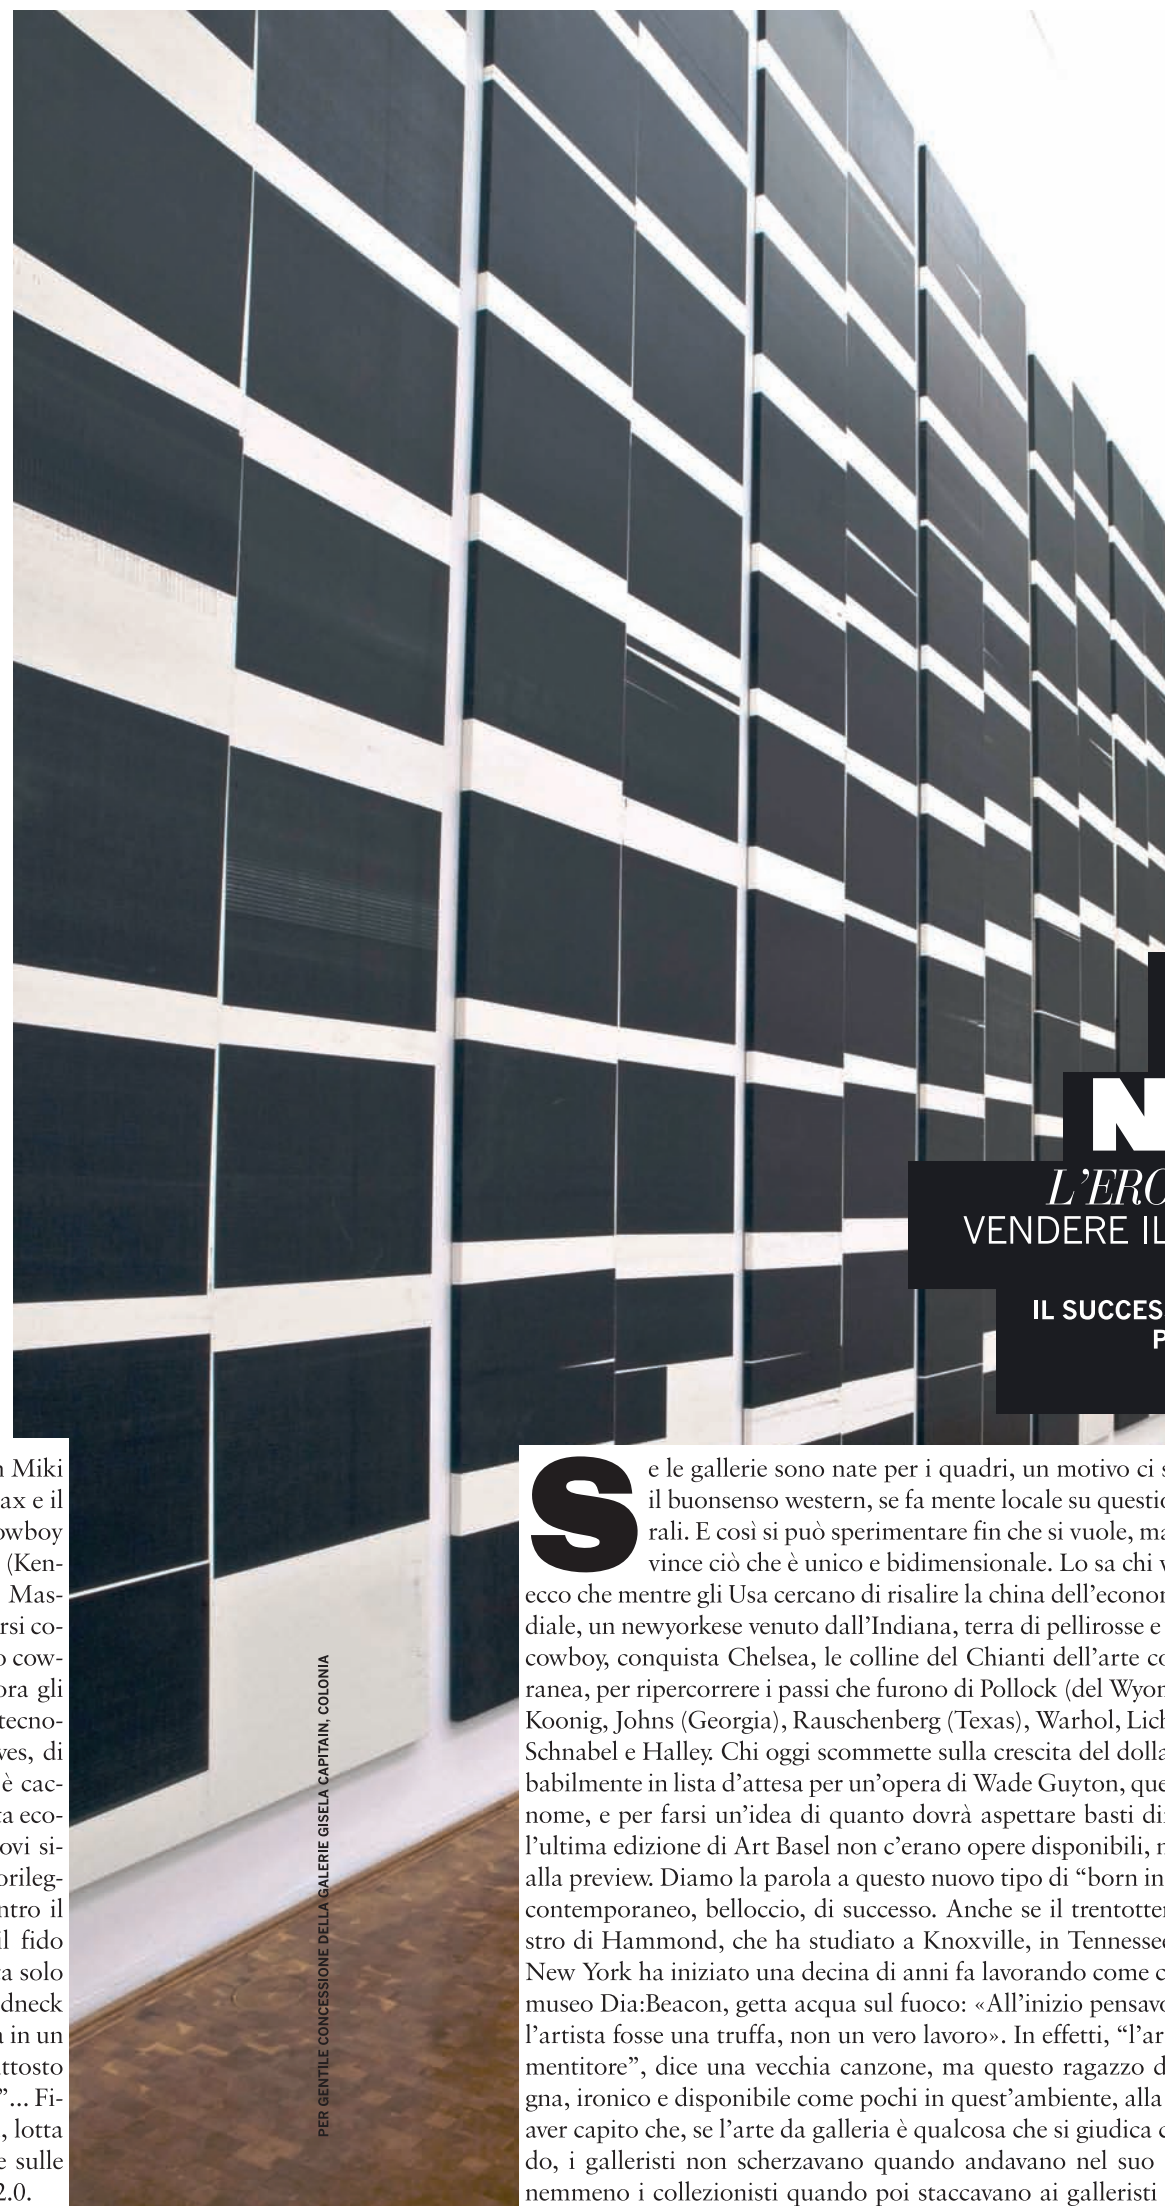 N
L'ERO
VENDERE IL
IL SUCCES
P
n Miki
ax e il
owboy
(Ken-
Mas-
rsi co-
o cow-
ora gli
tecno-
ves, di
è cac-
ta eco-
ovi si-
orileg-
ntro il
il fido
va solo
dneck
a in un
ttosto
”... Fi-
, lotta
e sulle
2.0.
PER GENTILE CONCESSIONE DELLA GALERIE GISELA CAPITAIN, COLONIA
Se le gallerie sono nate per i quadri, un motivo ci s
il buonsenso western, se fa mente locale su questio
rali. E così si può sperimentare fin che si vuole, ma
vince ciò che è unico e bidimensionale. Lo sa chi v
ecco che mentre gli Usa cercano di risalire la china dell'econom
diale, un newyorkese venuto dall'Indiana, terra di pellirosse e
cowboy, conquista Chelsea, le colline del Chianti dell'arte co
ranea, per ripercorrere i passi che furono di Pollock (del Wyom
Koonig, Johns (Georgia), Rauschenberg (Texas), Warhol, Lich
Schnabel e Halley. Chi oggi scommette sulla crescita del dolla
babilmente in lista d'attesa per un'opera di Wade Guyton, que
nome, e per farsi un'idea di quanto dovrà aspettare basti dir
l'ultima edizione di Art Basel non c'erano opere disponibili, n
alla preview. Diamo la parola a questo nuovo tipo di “born in
contemporaneo, belloccio, di successo. Anche se il trentotten
stro di Hammond, che ha studiato a Knoxville, in Tennessee
New York ha iniziato una decina di anni fa lavorando come c
museo Dia:Beacon, getta acqua sul fuoco: «All'inizio pensavo
l'artista fosse una truffa, non un vero lavoro». In effetti, “l'ar
mentitore”, dice una vecchia canzone, ma questo ragazzo d
gna, ironico e disponibile come pochi in quest'ambiente, alla
aver capito che, se l'arte da galleria è qualcosa che si giudica c
do, i galleristi non scherzavano quando andavano nel suo
nemmeno i collezionisti quando poi staccavano ai galleristi